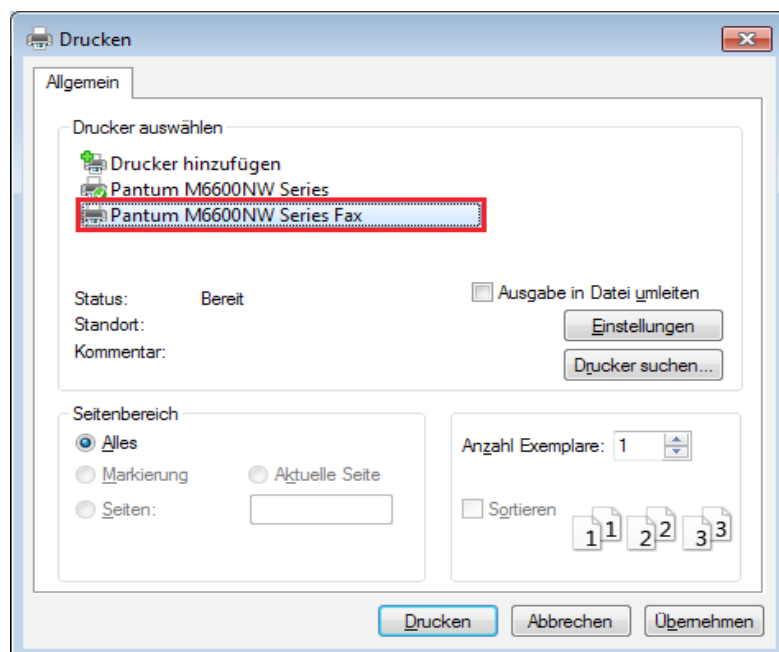 Drucken
Allgemein
Drucker auswählen
Drucker hinzufügen
Pantum M6600NW Series
Pantum M6600NW Series Fax
Status: Bereit
Standort:
Kommentar:
Ausgabe in Datei umleiten
Einstellungen
Drucker suchen...
Seitenbereich
Alles
Markierung Aktuelle Seite
Seiten:
Anzahl Exemplare: 1
Sortieren
1 1 2 2 3 3
Drucken Abbrechen Übernehmen